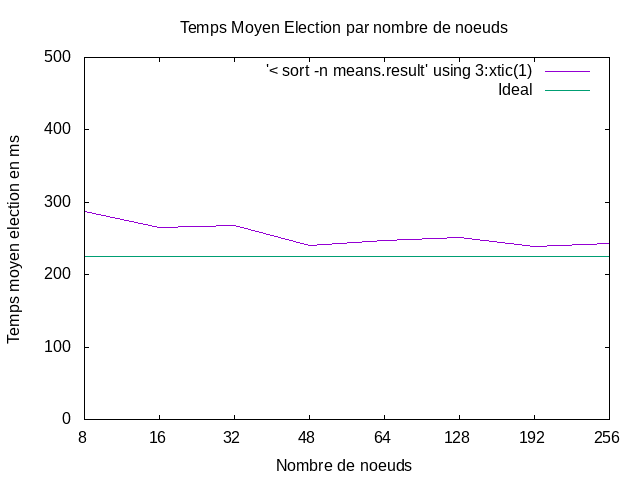 Temps Moyen Election par nombre de noeuds
500
'< sort -n means.result' using 3:xtic(1)
Ideal
400
300
200
100
0
Temps moyen election en ms
8 16 32 48 64 128 192 256
Nombre de noeuds